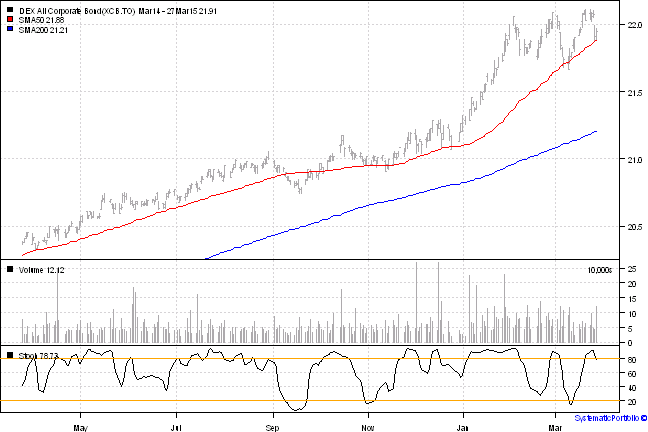 DEX All Corporate Bond(XCB.TO) Mar14 - 27Mar15 21.91
SMA50 21.88
SMA200 21.21
22.0
21.5
21.0
20.5
Volume 12.12
10,000s
25
20
15
10
5
0
Stoch 78.73
80
60
40
20
May
Jul
Sep
Nov
Jan
Mar
SystematicPortfolio ©